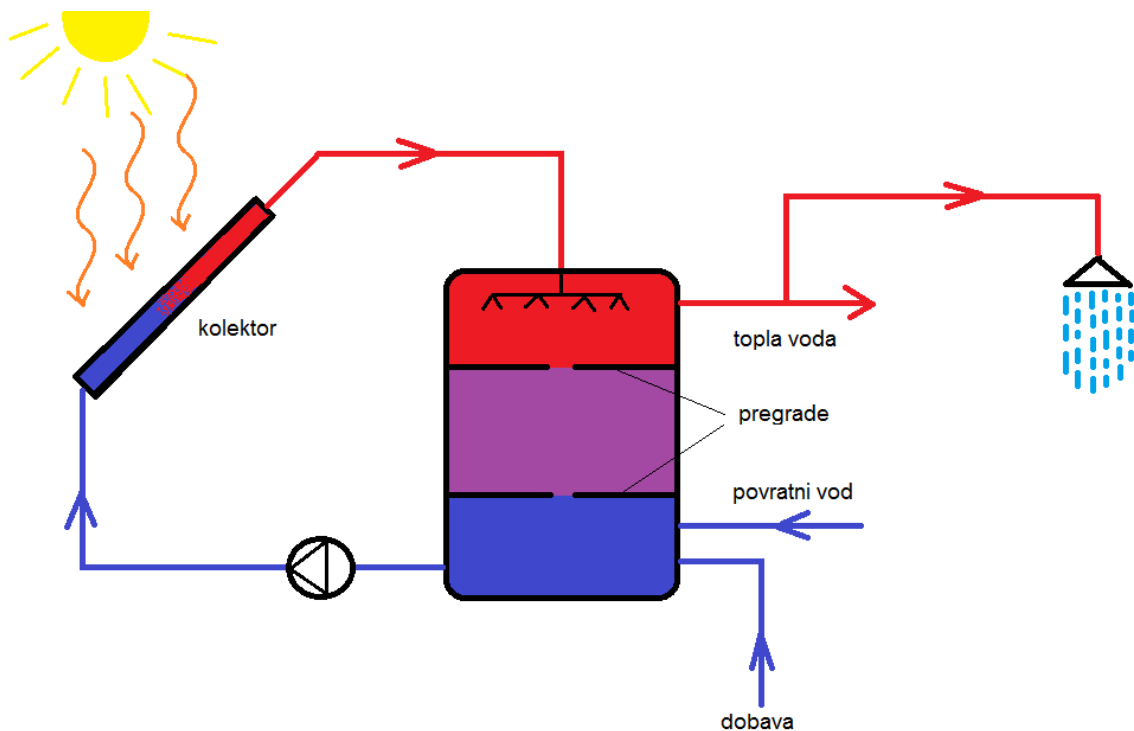 kolektor
topla voda
pregrade
povratni vod
dobava